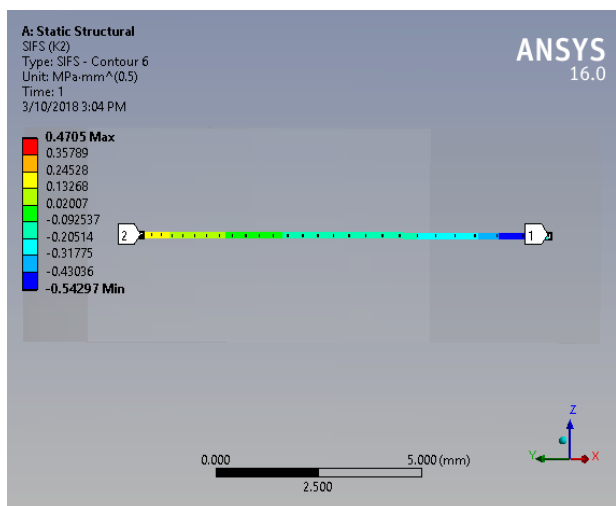 A: Static Structural
SIFS (K2)
Type: SIFS - Contour 6
Unit: MPa·mm^(0.5)
Time: 1
3/10/2018 3:04 PM
ANSYS
16.0
0.4705 Max
0.35789
0.24528
0.13268
0.02007
-0.092537
-0.20514
-0.31775
-0.43036
-0.54297 Min
2
1
0.000
5.000 (mm)
2.500
Z
Y
X